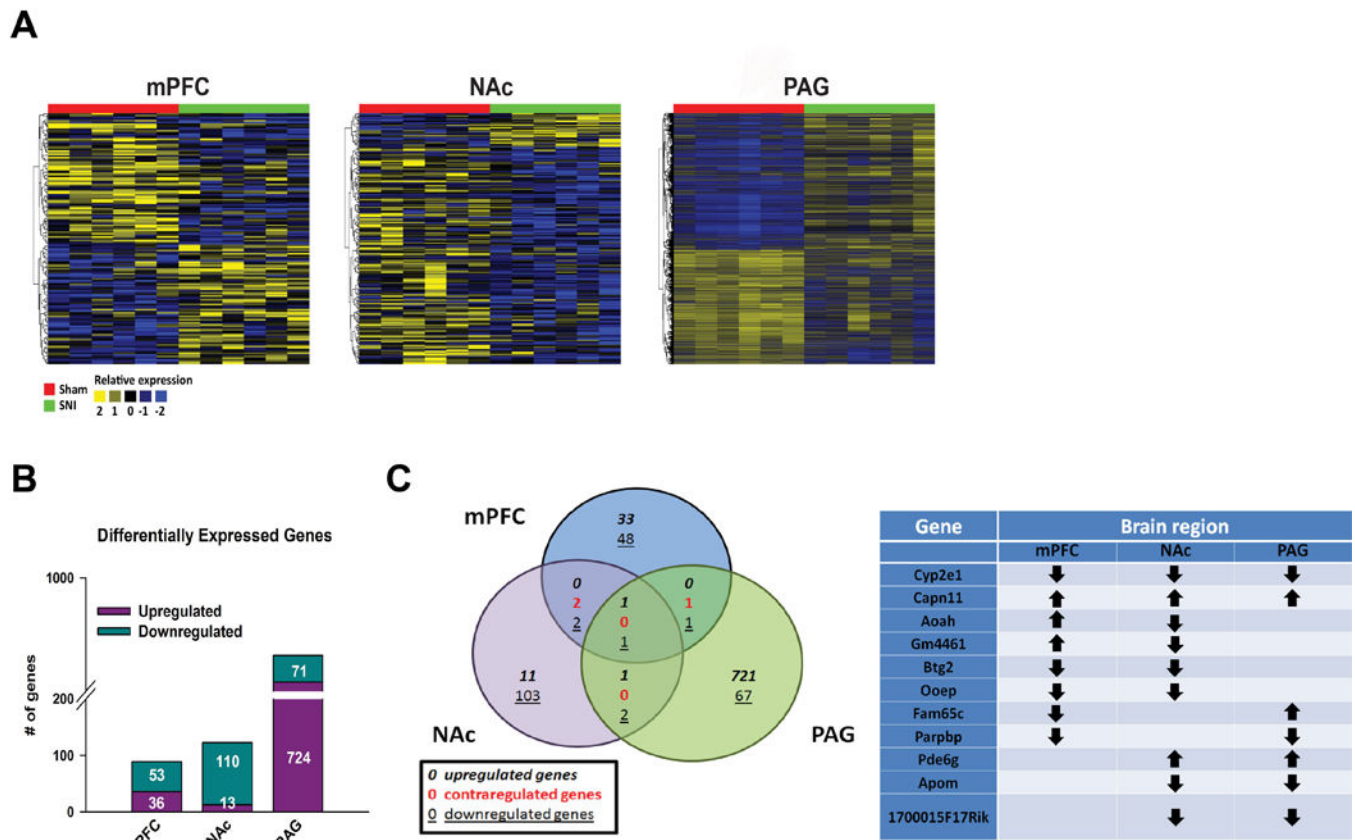 A
mPFC
NAc
PAG
Sham
SNI
Relative expression
2 1 0 -1 -2
B
Differentially Expressed Genes
1000
Upregulated
Downregulated
200
100
0
# of genes
53
36
110
13
71
724
PFC
NAc
PAG
C
mPFC
33
48
0
2
2
0
1
1
1
0
1
11
103
1
0
2
721
67
NAc
PAG
0 upregulated genes
0 contraregulated genes
0 downregulated genes
Gene Brain region
mPFC NAc PAG
Cyp2e1
Capn11
Aoah
Gm4461
Btg2
Ooep
Fam65c
Parpbp
Pde6g
Apom
1700015F17Rik